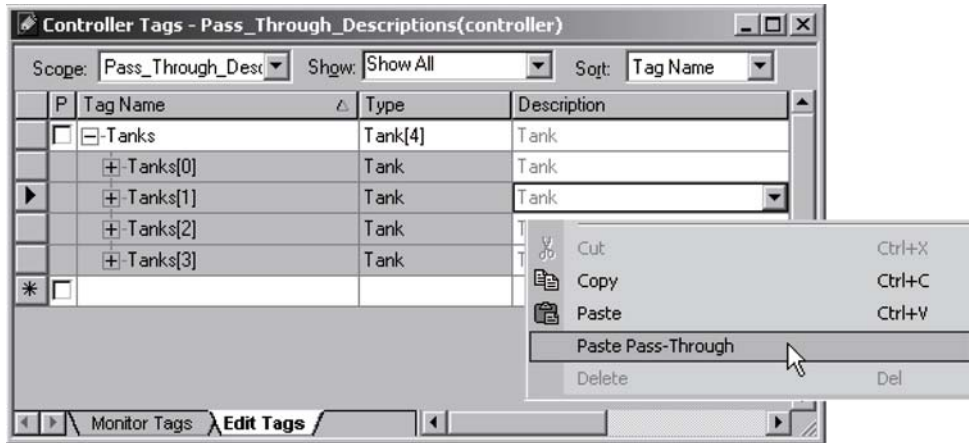 Controller Tags - Pass_Through_Descriptions(controller)
Scope: Pass_Through_Desc Show: Show All Sort: Tag Name
P Tag Name Type Description
Tanks Tank[4] Tank
Tanks[0] Tank Tank
Tanks[1] Tank Tank
Tanks[2] Tank T
Tanks[3] Tank T
Cut Ctrl+X
Copy Ctrl+C
Paste Ctrl+V
Paste Pass-Through
Delete Del
Monitor Tags Edit Tags